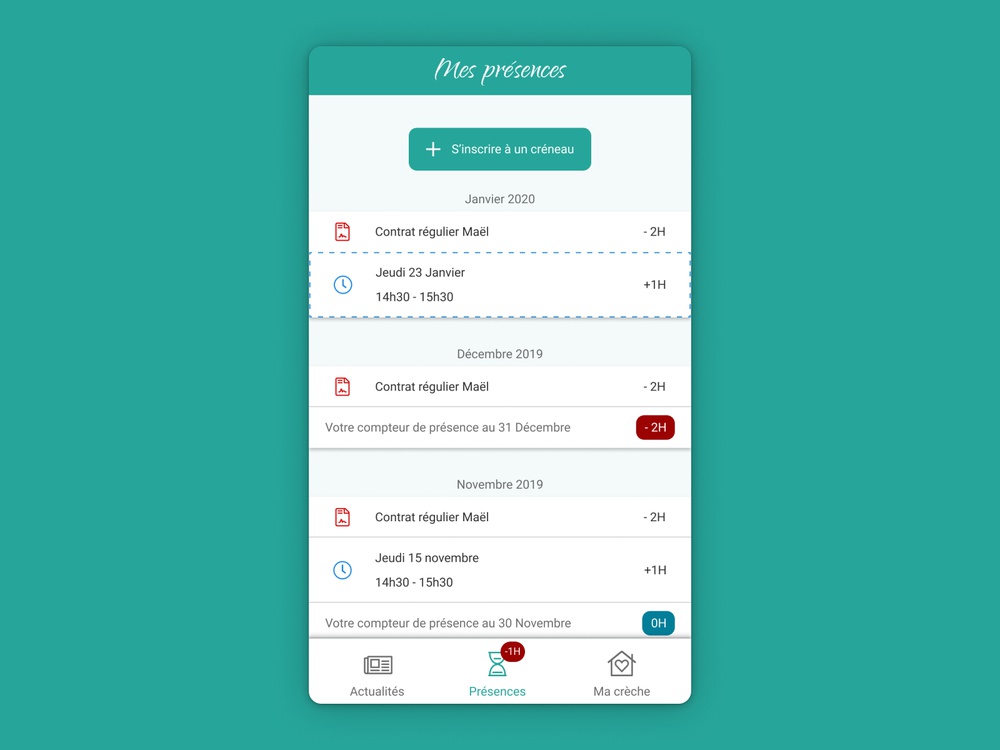 Mes présences
S'inscrire à un créneau
Janvier 2020
Contrat régulier Maël - 2H
Jeudi 23 Janvier
14h30 - 15h30
+1H
Décembre 2019
Contrat régulier Maël - 2H
Votre compteur de présence au 31 Décembre - 2H
Novembre 2019
Contrat régulier Maël - 2H
Jeudi 15 novembre
14h30 - 15h30
+1H
Votre compteur de présence au 30 Novembre 0H
-1H
Actualités Présences Ma crèche